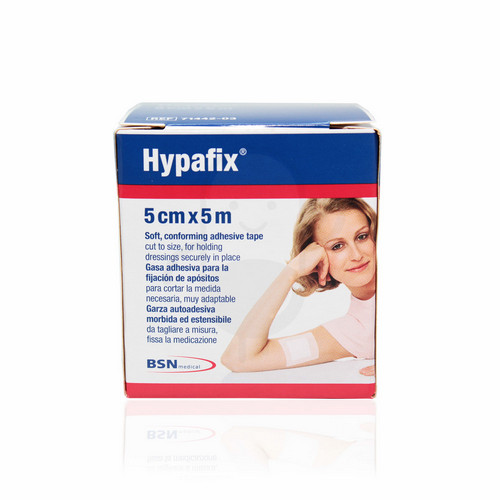 REF 71443-03
Hypafix®
5 cm x 5 m
Soft, conforming adhesive tape
cut to size, for holding
dressings securely in place
Gasa adhesiva para la
fijación de apósitos
para cortar la medida
necesaria, muy adaptable
Garza autoadesiva
morbida ed estensibile
da tagliare a misura,
fissa la medicazione
BSN medical